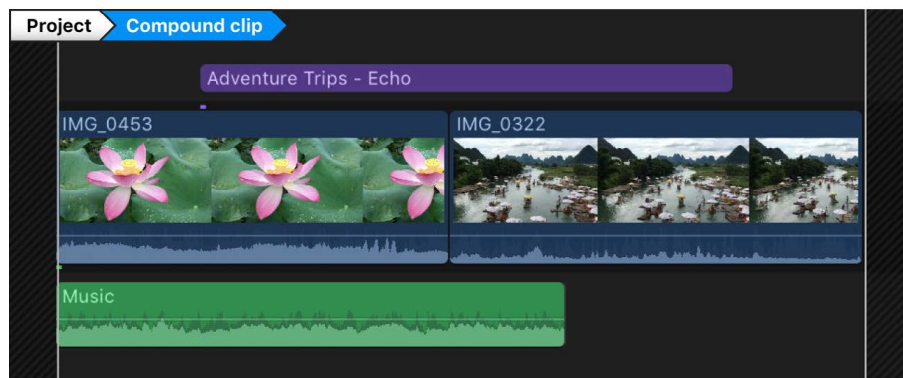 Project
Compound clip
Adventure Trips - Echo
IMG_0453
IMG_0322
Music